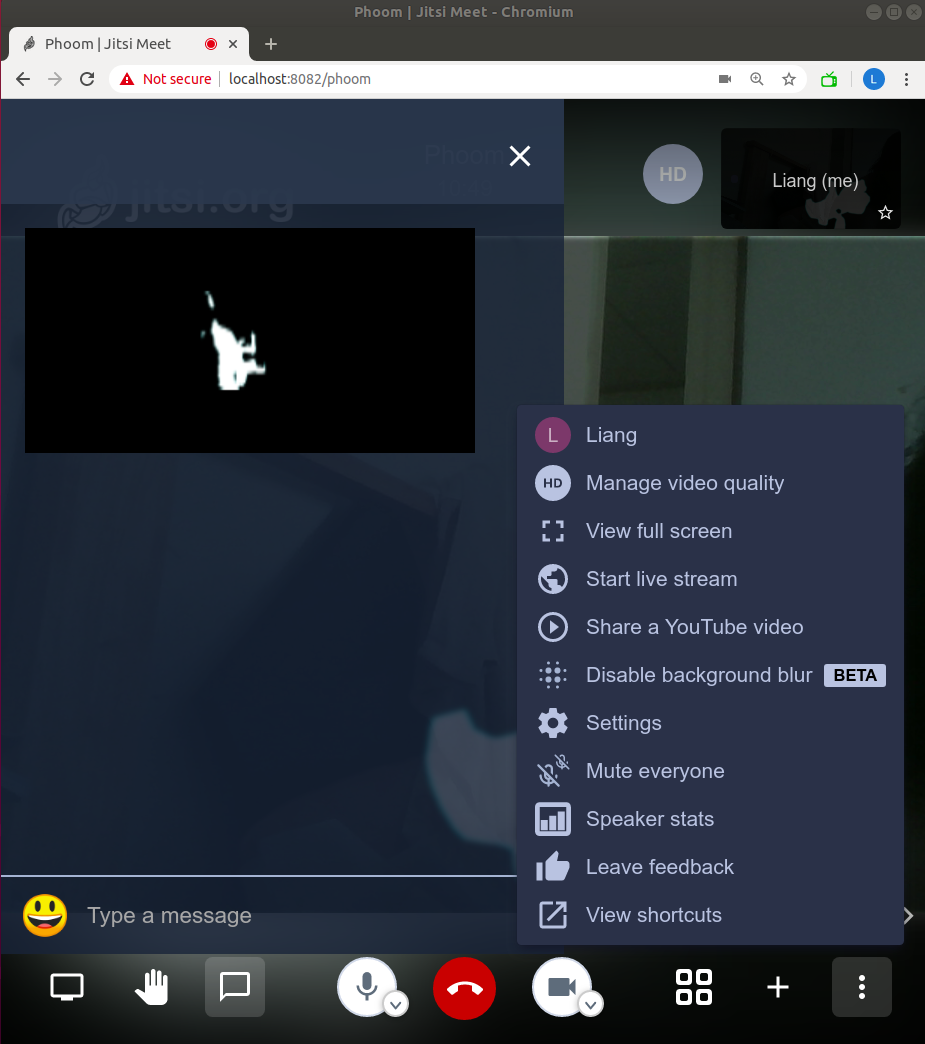 Phoom | Jitsi Meet - Chromium
Phoom | Jitsi Meet
Not secure
localhost:8082/phoom
L
Phoom
jitsi.org
HD
Liang (me)
L
Liang
HD
Manage video quality
View full screen
Start live stream
Share a YouTube video
Disable background blur
BETA
Settings
Mute everyone
Speaker stats
Leave feedback
View shortcuts
Type a message